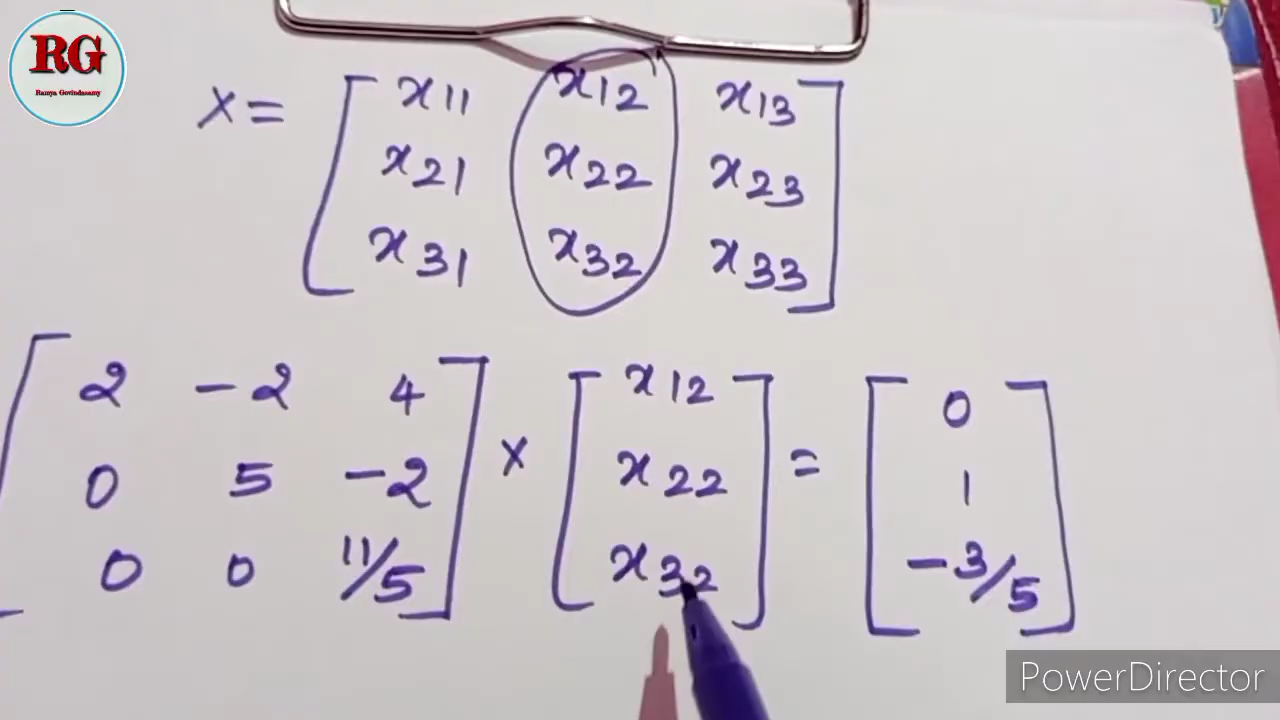 RG
Ramya Govindasamy
X = [ x11 x12 x13
x21 x22 x23
x31 x32 x33 ]
[ 2 -2 4 ] × [ x12 ] = [ 0 ]
[ 0 5 -2 ] [ x22 ] [ 1 ]
[ 0 0 11/5 ] [ x32 ] [ -3/5 ]
PowerDirector